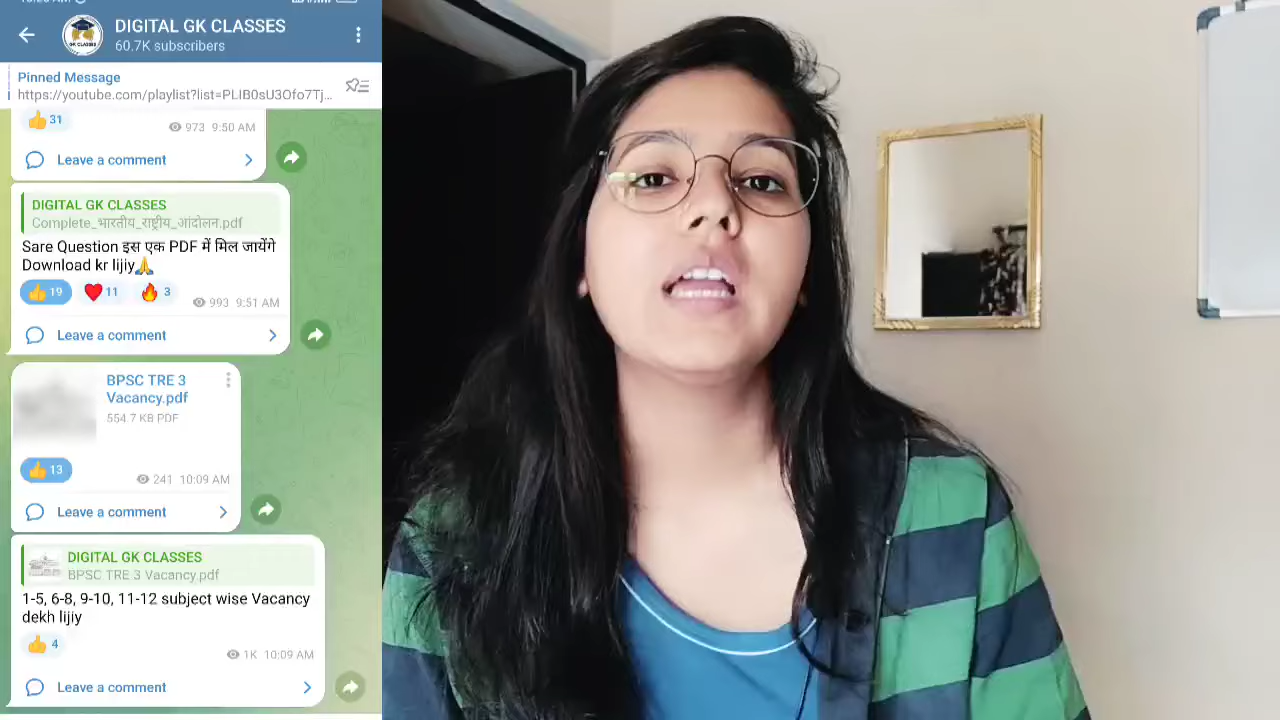 DIGITAL GK CLASSES
60.7K subscribers
Pinned Message
https://youtube.com/playlist?list=PLIB0sU3Ofo7Tj...
31
973 9:50 AM
Leave a comment
DIGITAL GK CLASSES
Complete_भारतीय_राष्ट्रीय_आंदोलन.pdf
Sare Question इस एक PDF में मिल जायेंगे
Download kr lijiy
19 11 3
993 9:51 AM
Leave a comment
BPSC TRE 3
Vacancy.pdf
554.7 KB PDF
13
241 10:09 AM
Leave a comment
DIGITAL GK CLASSES
BPSC TRE 3 Vacancy.pdf
1-5, 6-8, 9-10, 11-12 subject wise Vacancy
dekh lijiy
4
1K 10:09 AM
Leave a comment